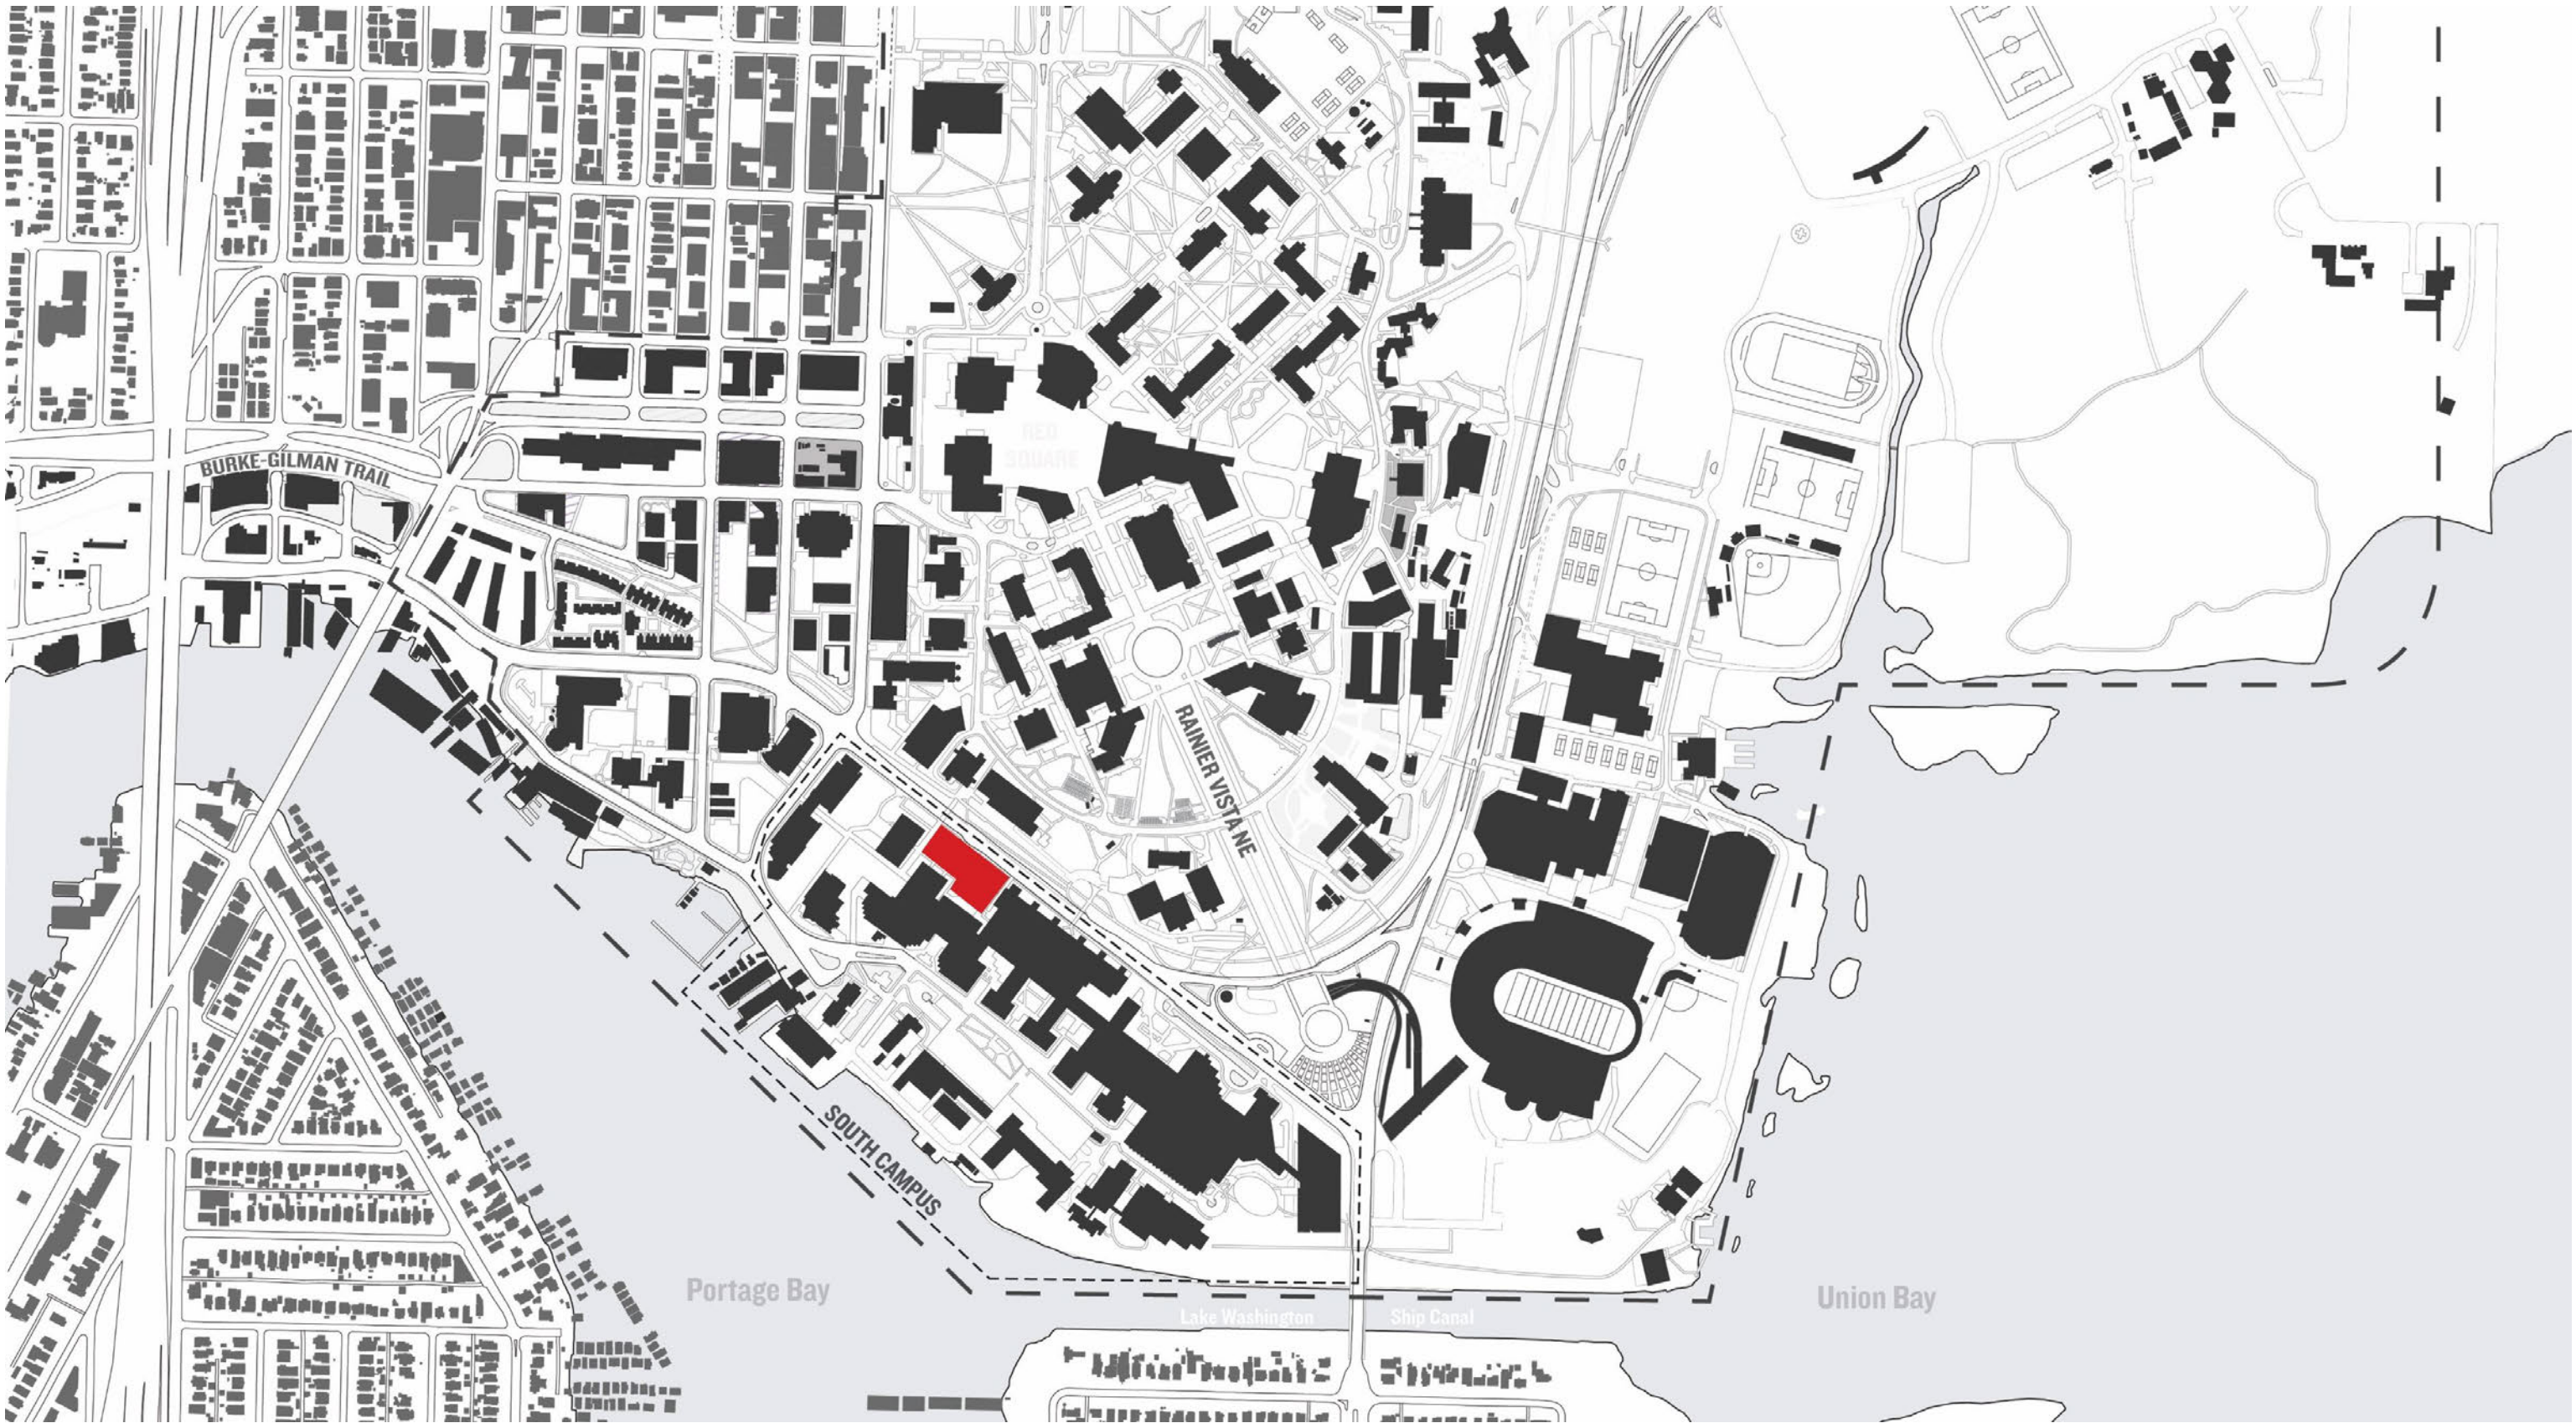 RED
SQUARE
BURKE-GILMAN TRAIL
RAINIER VISTA NE
SOUTH CAMPUS
Portage Bay
Union Bay
Lake Washington
Ship Canal